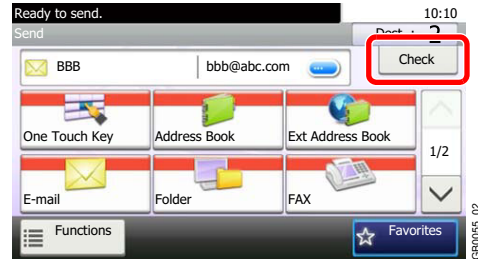 Ready to send. 10:10
Send Dest.: 2
BBB bbb@abc.com
Check
One Touch Key Address Book Ext Address Book
1/2
E-mail Folder FAX
Functions Favorites
GB0055_02